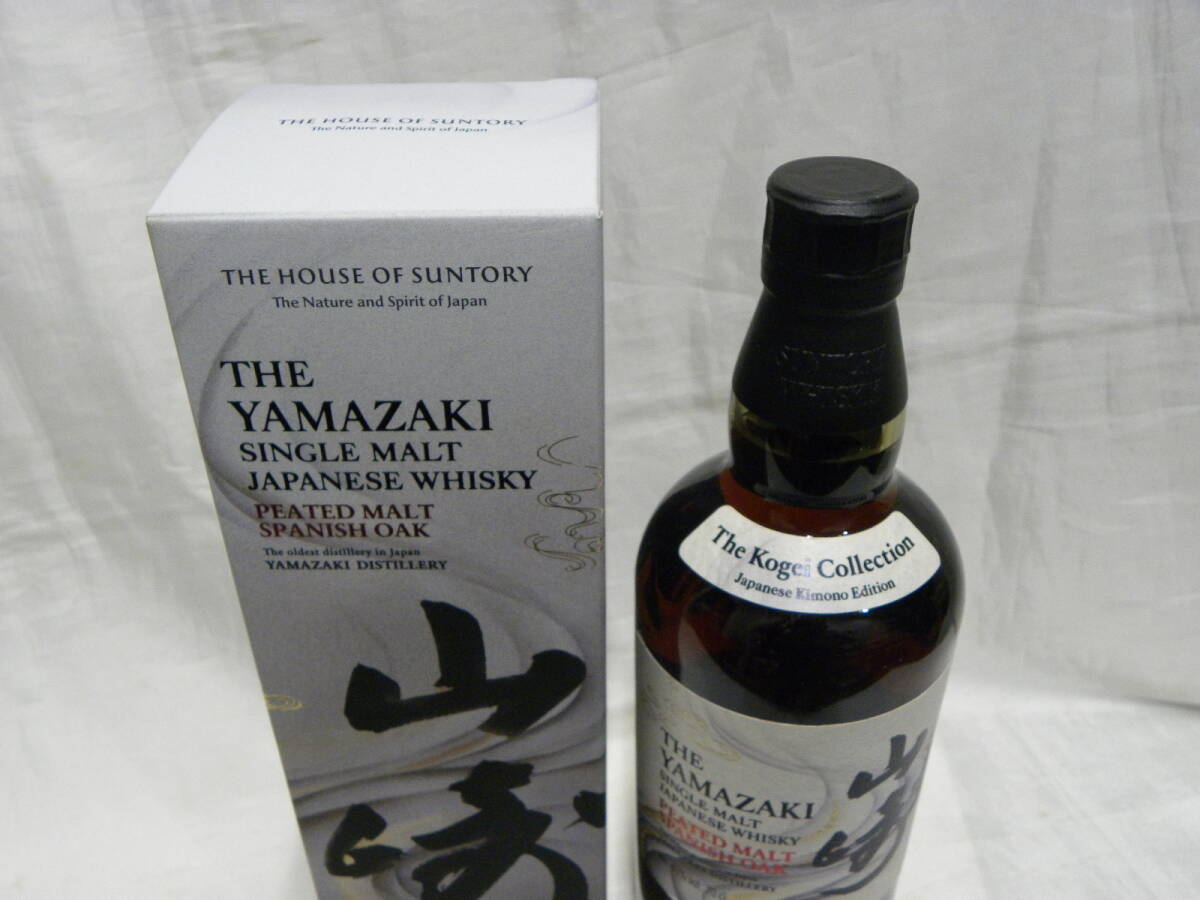 THE HOUSE OF SUNTORY
The Nature and Spirit of Japan
THE HOUSE OF SUNTORY
The Nature and Spirit of Japan
THE
YAMAZAKI
SINGLE MALT
JAPANESE WHISKY
PEATED MALT
SPANISH OAK
The oldest distillery in Japan
YAMAZAKI DISTILLERY
山
崎
SUNTORY
WHISKY
The Kogei Collection
Japanese Kimono Edition
THE
YAMAZAKI
SINGLE MALT
JAPANESE WHISKY
PEATED MALT
SPANISH OAK
DISTILLERY
山
崎